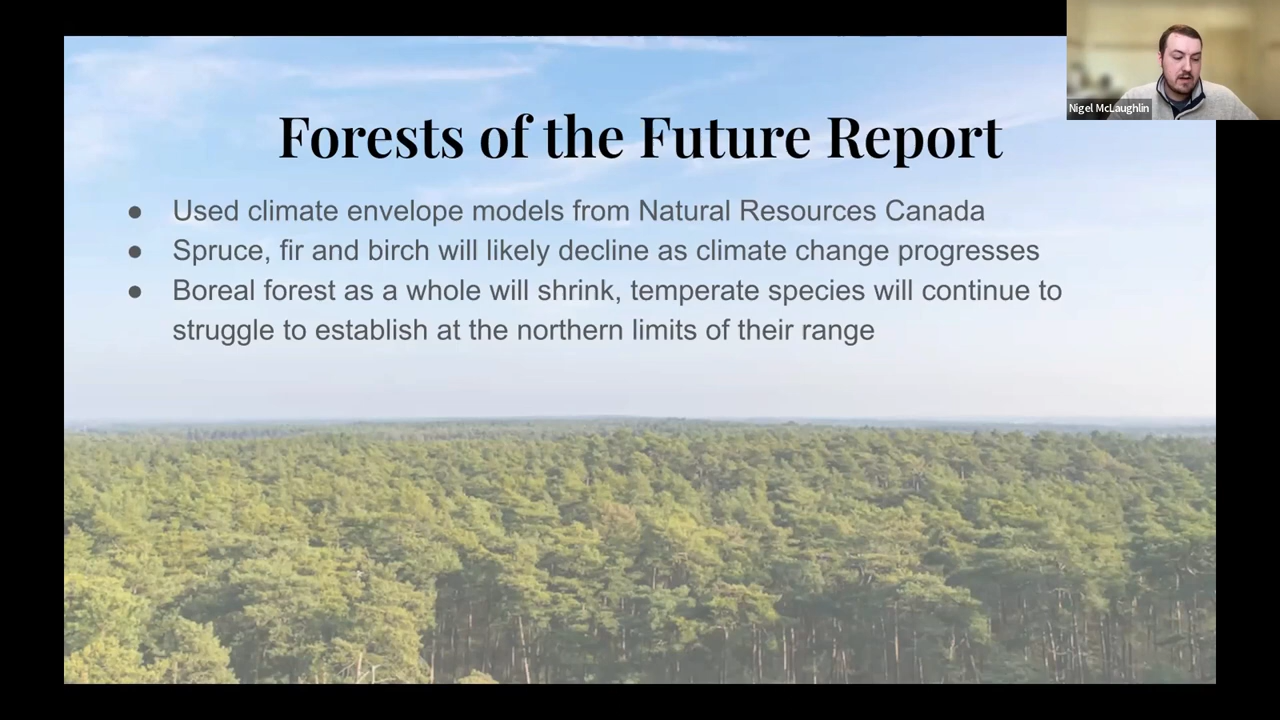 Nigel McLaughlin
Forests of the Future Report
● Used climate envelope models from Natural Resources Canada
● Spruce, fir and birch will likely decline as climate change progresses
● Boreal forest as a whole will shrink, temperate species will continue to
struggle to establish at the northern limits of their range